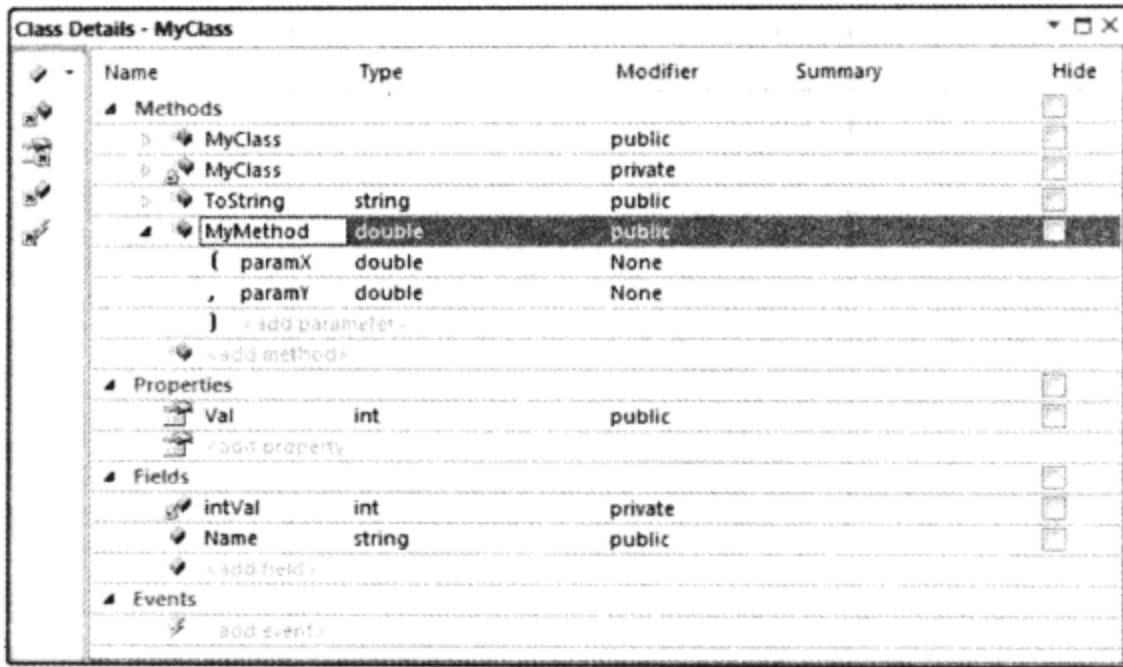 Class Details - MyClass
Name Type Modifier Summary Hide
Methods
MyClass public
MyClass private
ToString string public
MyMethod double public
( paramX double None
, paramY double None
) <add parameter>
<add method>
Properties
Val int public
<add property
Fields
intVal int private
Name string public
<add field>
Events
add event>